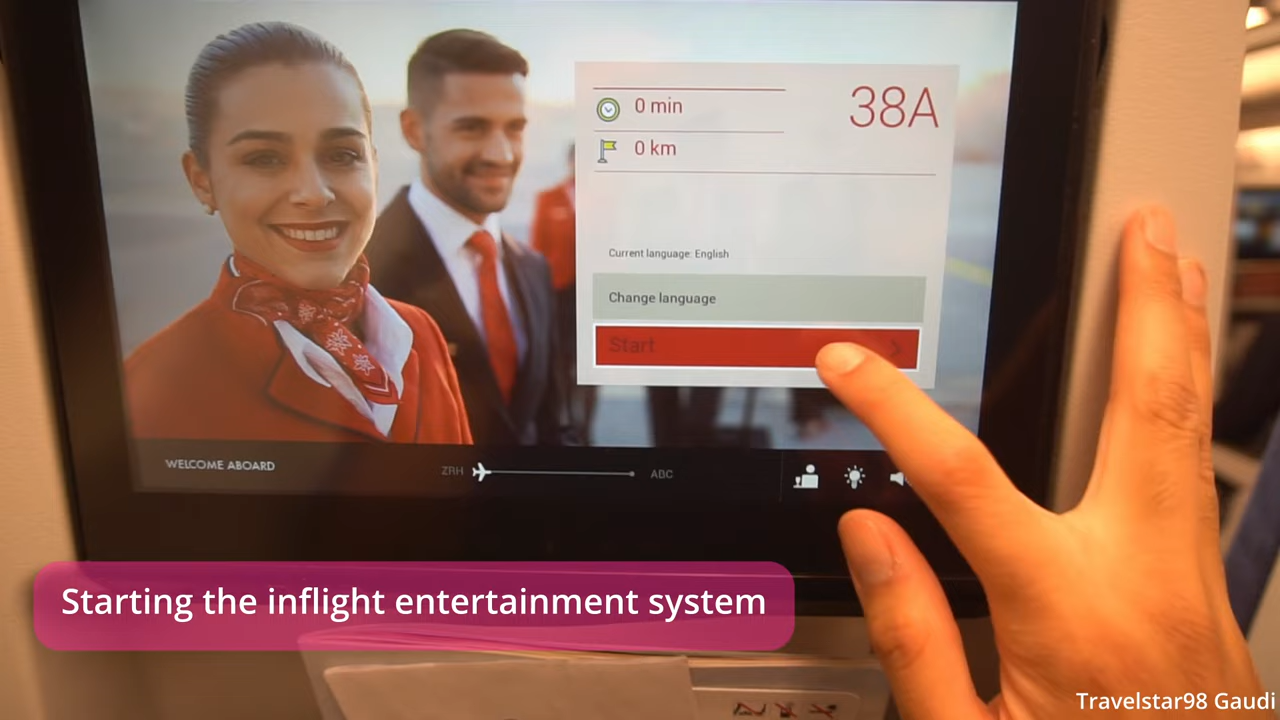 0 min
38A
0 km
Current language: English
Change language
Start
WELCOME ABOARD
ZRH
ABC
Starting the inflight entertainment system
Travelstar98 Gaudi